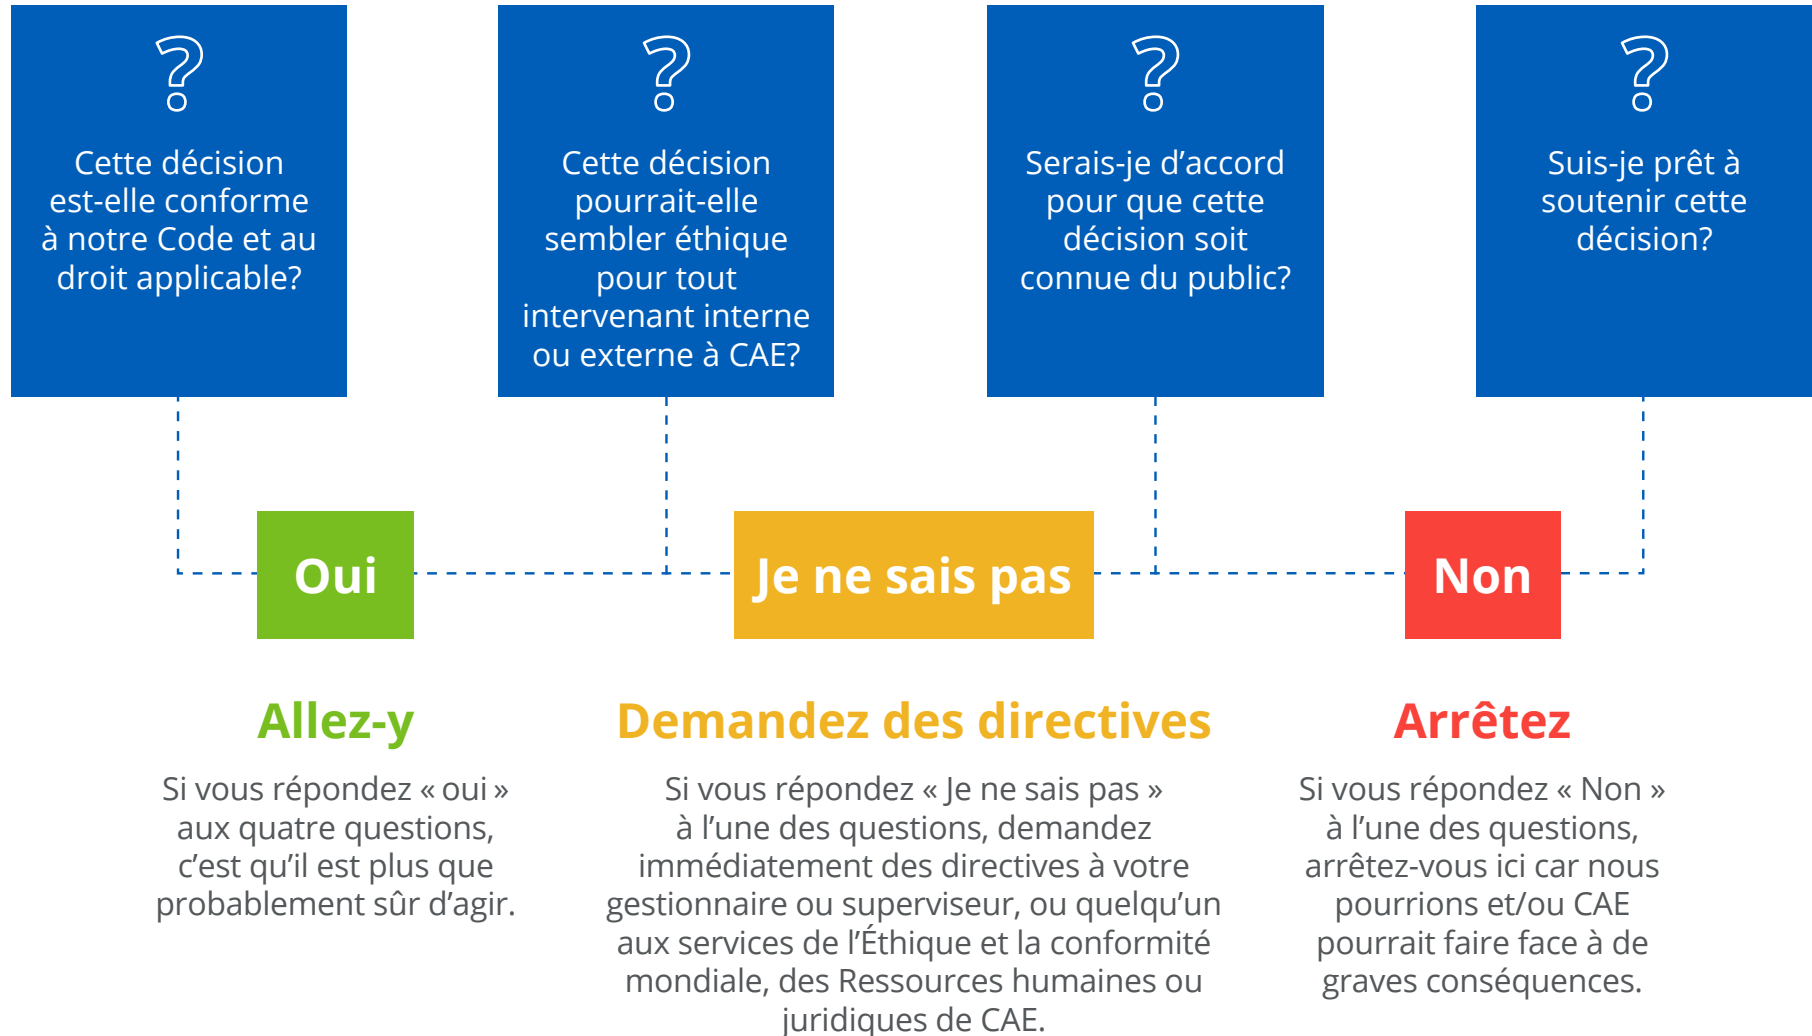 ?
Cette décision
est-elle conforme
à notre Code et au
droit applicable?
?
Cette décision
pourrait-elle
sembler éthique
pour tout
intervenant interne
ou externe à CAE?
?
Serais-je d’accord
pour que cette
décision soit
connue du public?
?
Suis-je prêt à
soutenir cette
décision?
Oui
Je ne sais pas
Non
Allez-y
Si vous répondez « oui »
aux quatre questions,
c’est qu’il est plus que
probablement sûr d’agir.
Demandez des directives
Si vous répondez « Je ne sais pas »
à l’une des questions, demandez
immédiatement des directives à votre
gestionnaire ou superviseur, ou quelqu’un
aux services de l’Éthique et la conformité
mondiale, des Ressources humaines ou
juridiques de CAE.
Arrêtez
Si vous répondez « Non »
à l’une des questions,
arrêtez-vous ici car nous
pourrions et/ou CAE
pourrait faire face à de
graves conséquences.